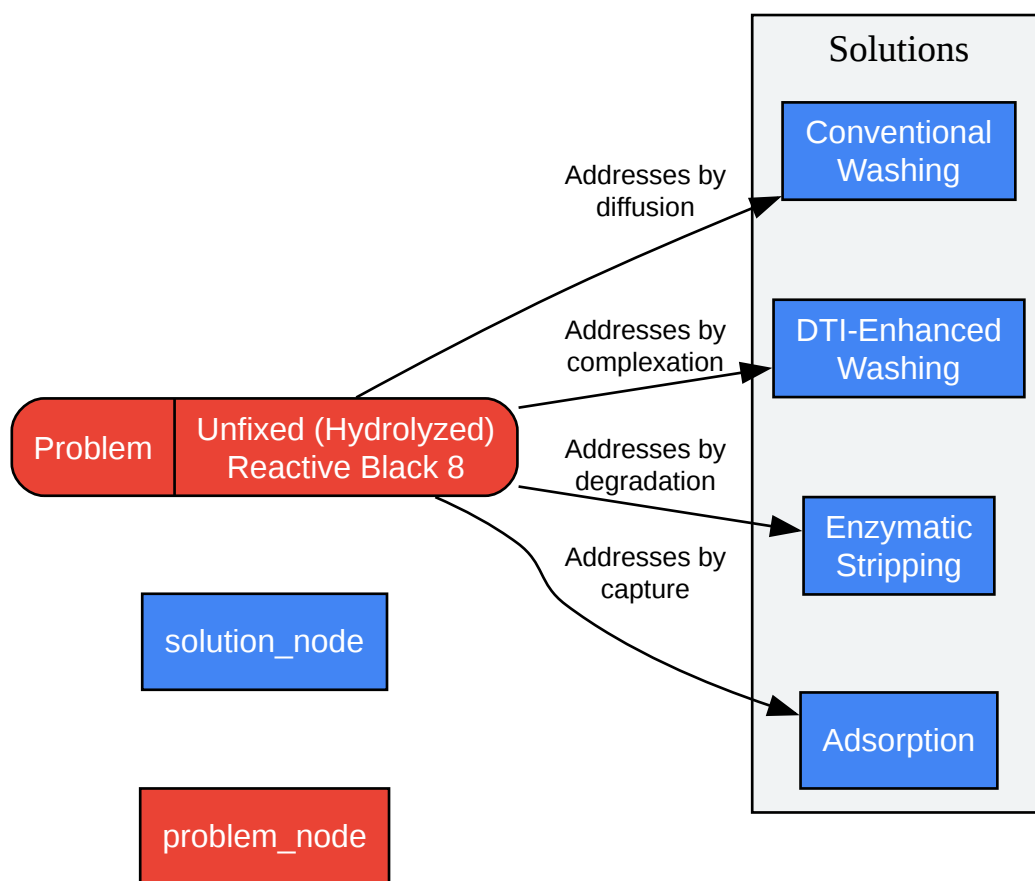 Solutions
Conventional
Washing
Addresses by
diffusion
DTI-Enhanced
Washing
Addresses by
complexation
Problem
Unfixed (Hydrolyzed)
Reactive Black 8
Addresses by
degradation
Enzymatic
Stripping
Addresses by
capture
solution_node
Adsorption
problem_node